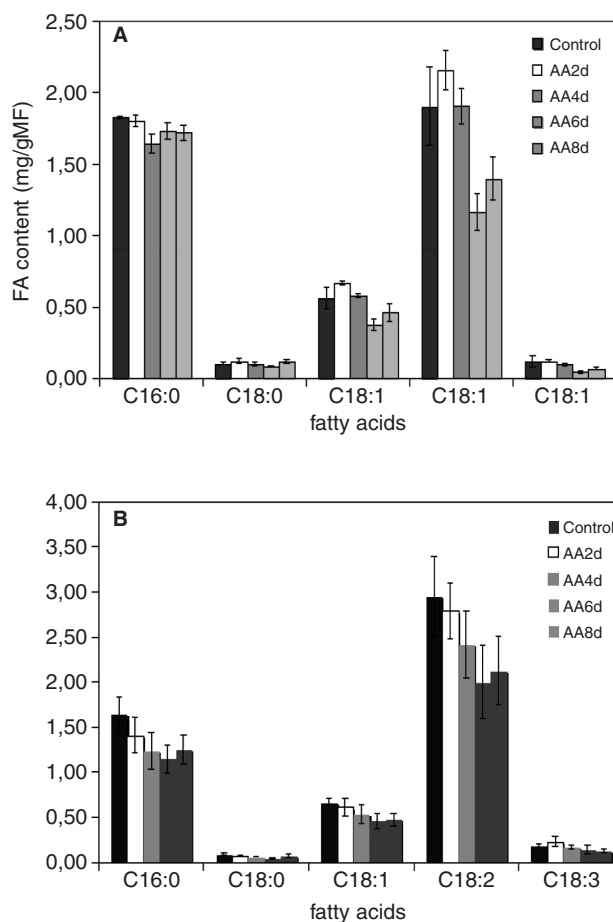 A
2,50
2,00
1,50
1,00
0,50
0,00
FA content (mg/gMF)
Control
AA2d
AA4d
AA6d
AA8d
C16:0 C18:0 C18:1 C18:1 C18:1
fatty acids
B
4,00
3,50
3,00
2,50
2,00
1,50
1,00
0,50
0,00
Control
AA2d
AA4d
AA6d
AA8d
C16:0 C18:0 C18:1 C18:2 C18:3
fatty acids